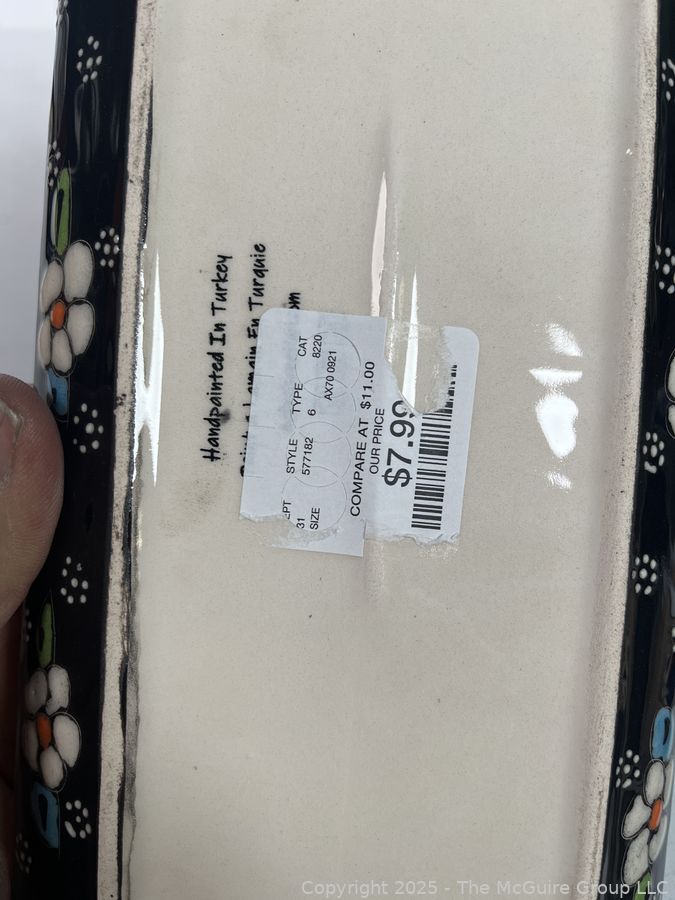 Handpainted In Turkey
En Turquie
DEPT STYLE TYPE CAT
31 577182 6 8220
SIZE AX70 0921
COMPARE AT $11.00
OUR PRICE
$7.99
Copyright 2025 - The McGuire Group LLC